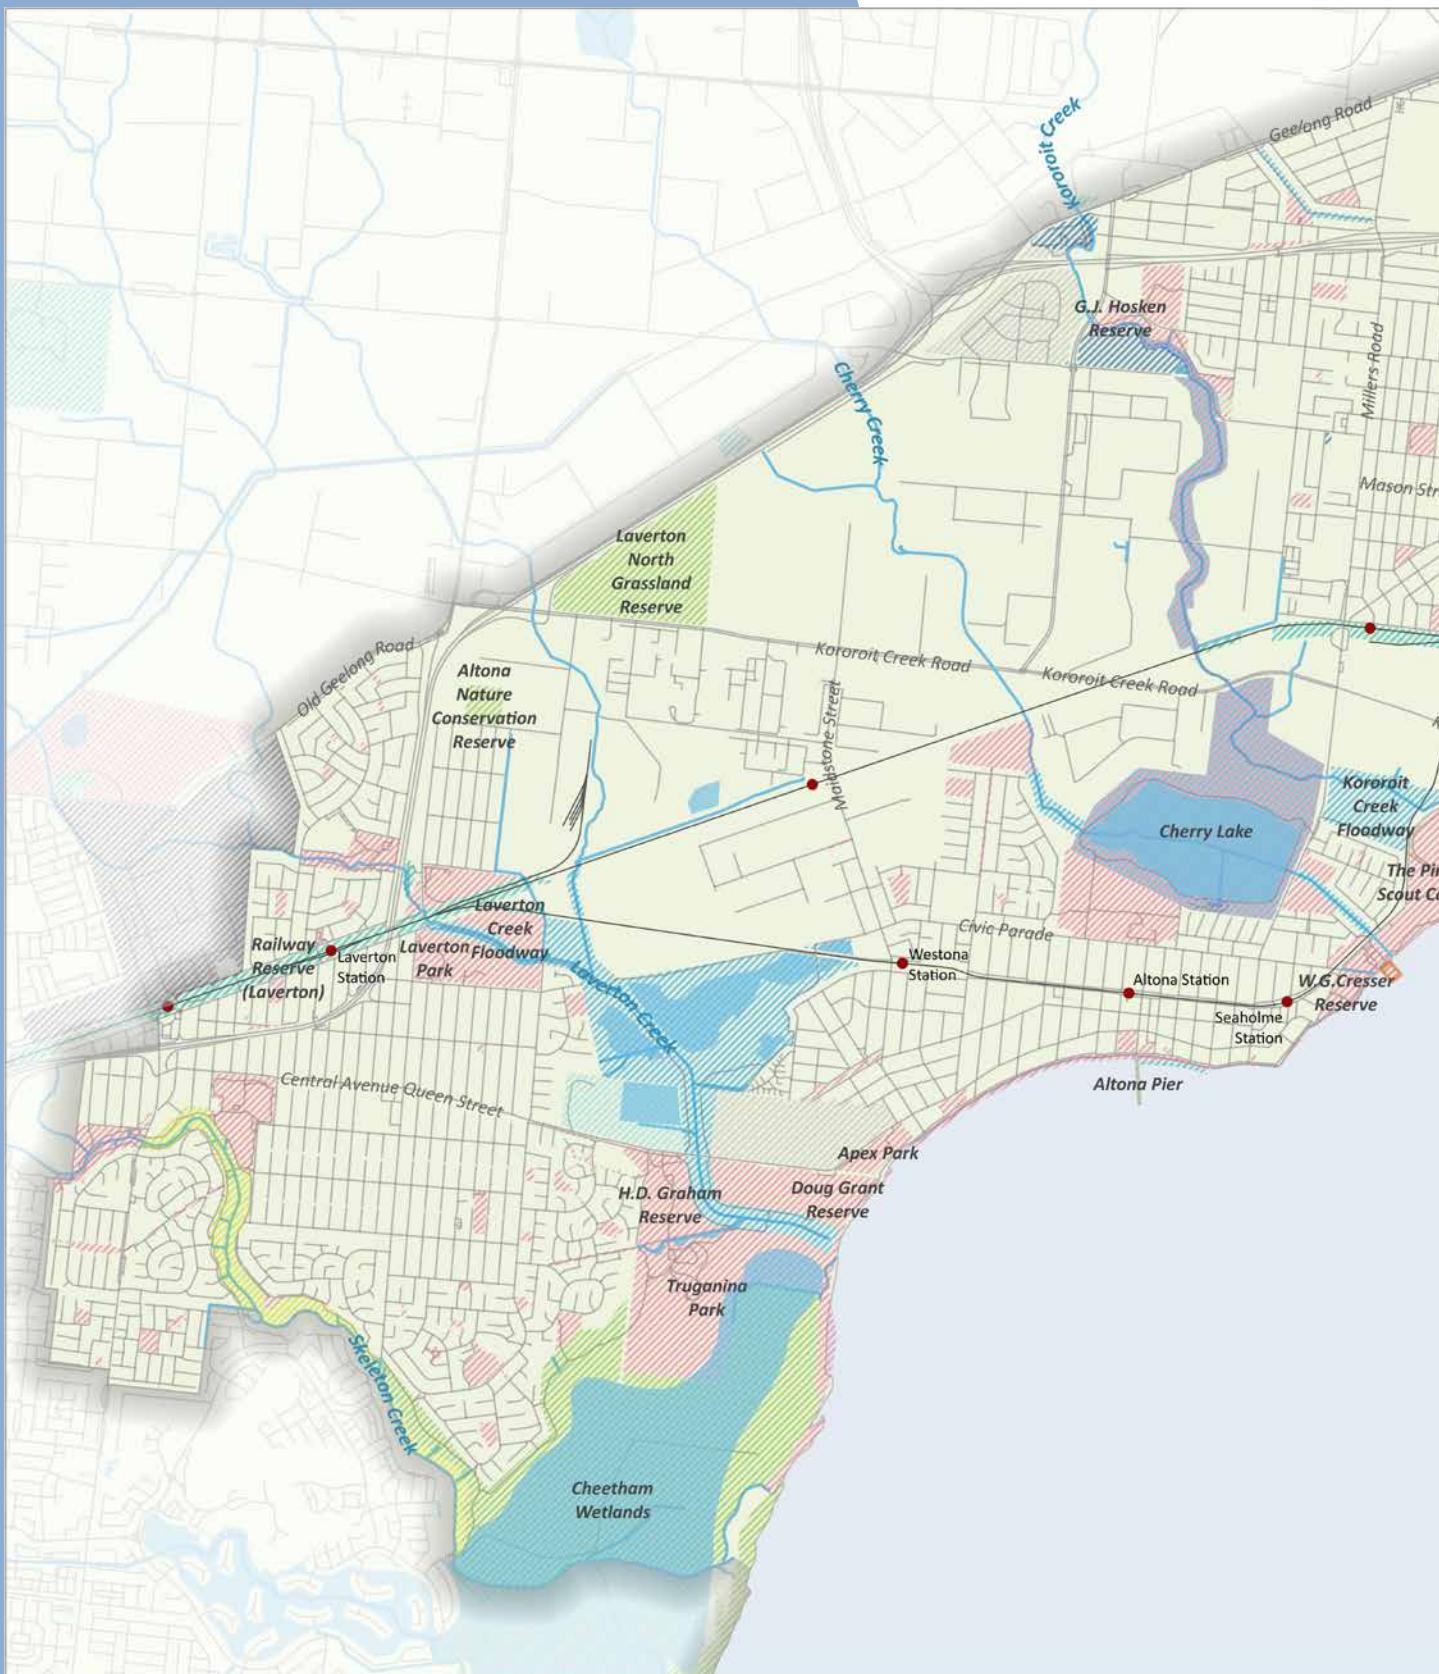 Kororoit Creek
Geelong Road
G.J. Hosken
Reserve
Millers Road
Cherry Creek
Mason Str
Laverton
North
Grassland
Reserve
Old Geelong Road
Kororoit Creek Road
Kororoit Creek Road
Altona
Nature
Conservation
Reserve
Maidstone Street
Cherry Lake
Kororoit
Creek
Floodway
The Pi
Scout C
Laverton
Creek
Floodway
Civic Parade
Railway
Reserve
(Laverton)
Laverton
Station
Laverton
Park
Westona
Station
Laverton Creek
Altona Station
W.G.Cresser
Reserve
Seaholme
Station
Central Avenue Queen Street
Altona Pier
Apex Park
H.D. Graham
Reserve
Doug Grant
Reserve
Truganina
Park
Skeleton Creek
Cheetham
Wetlands